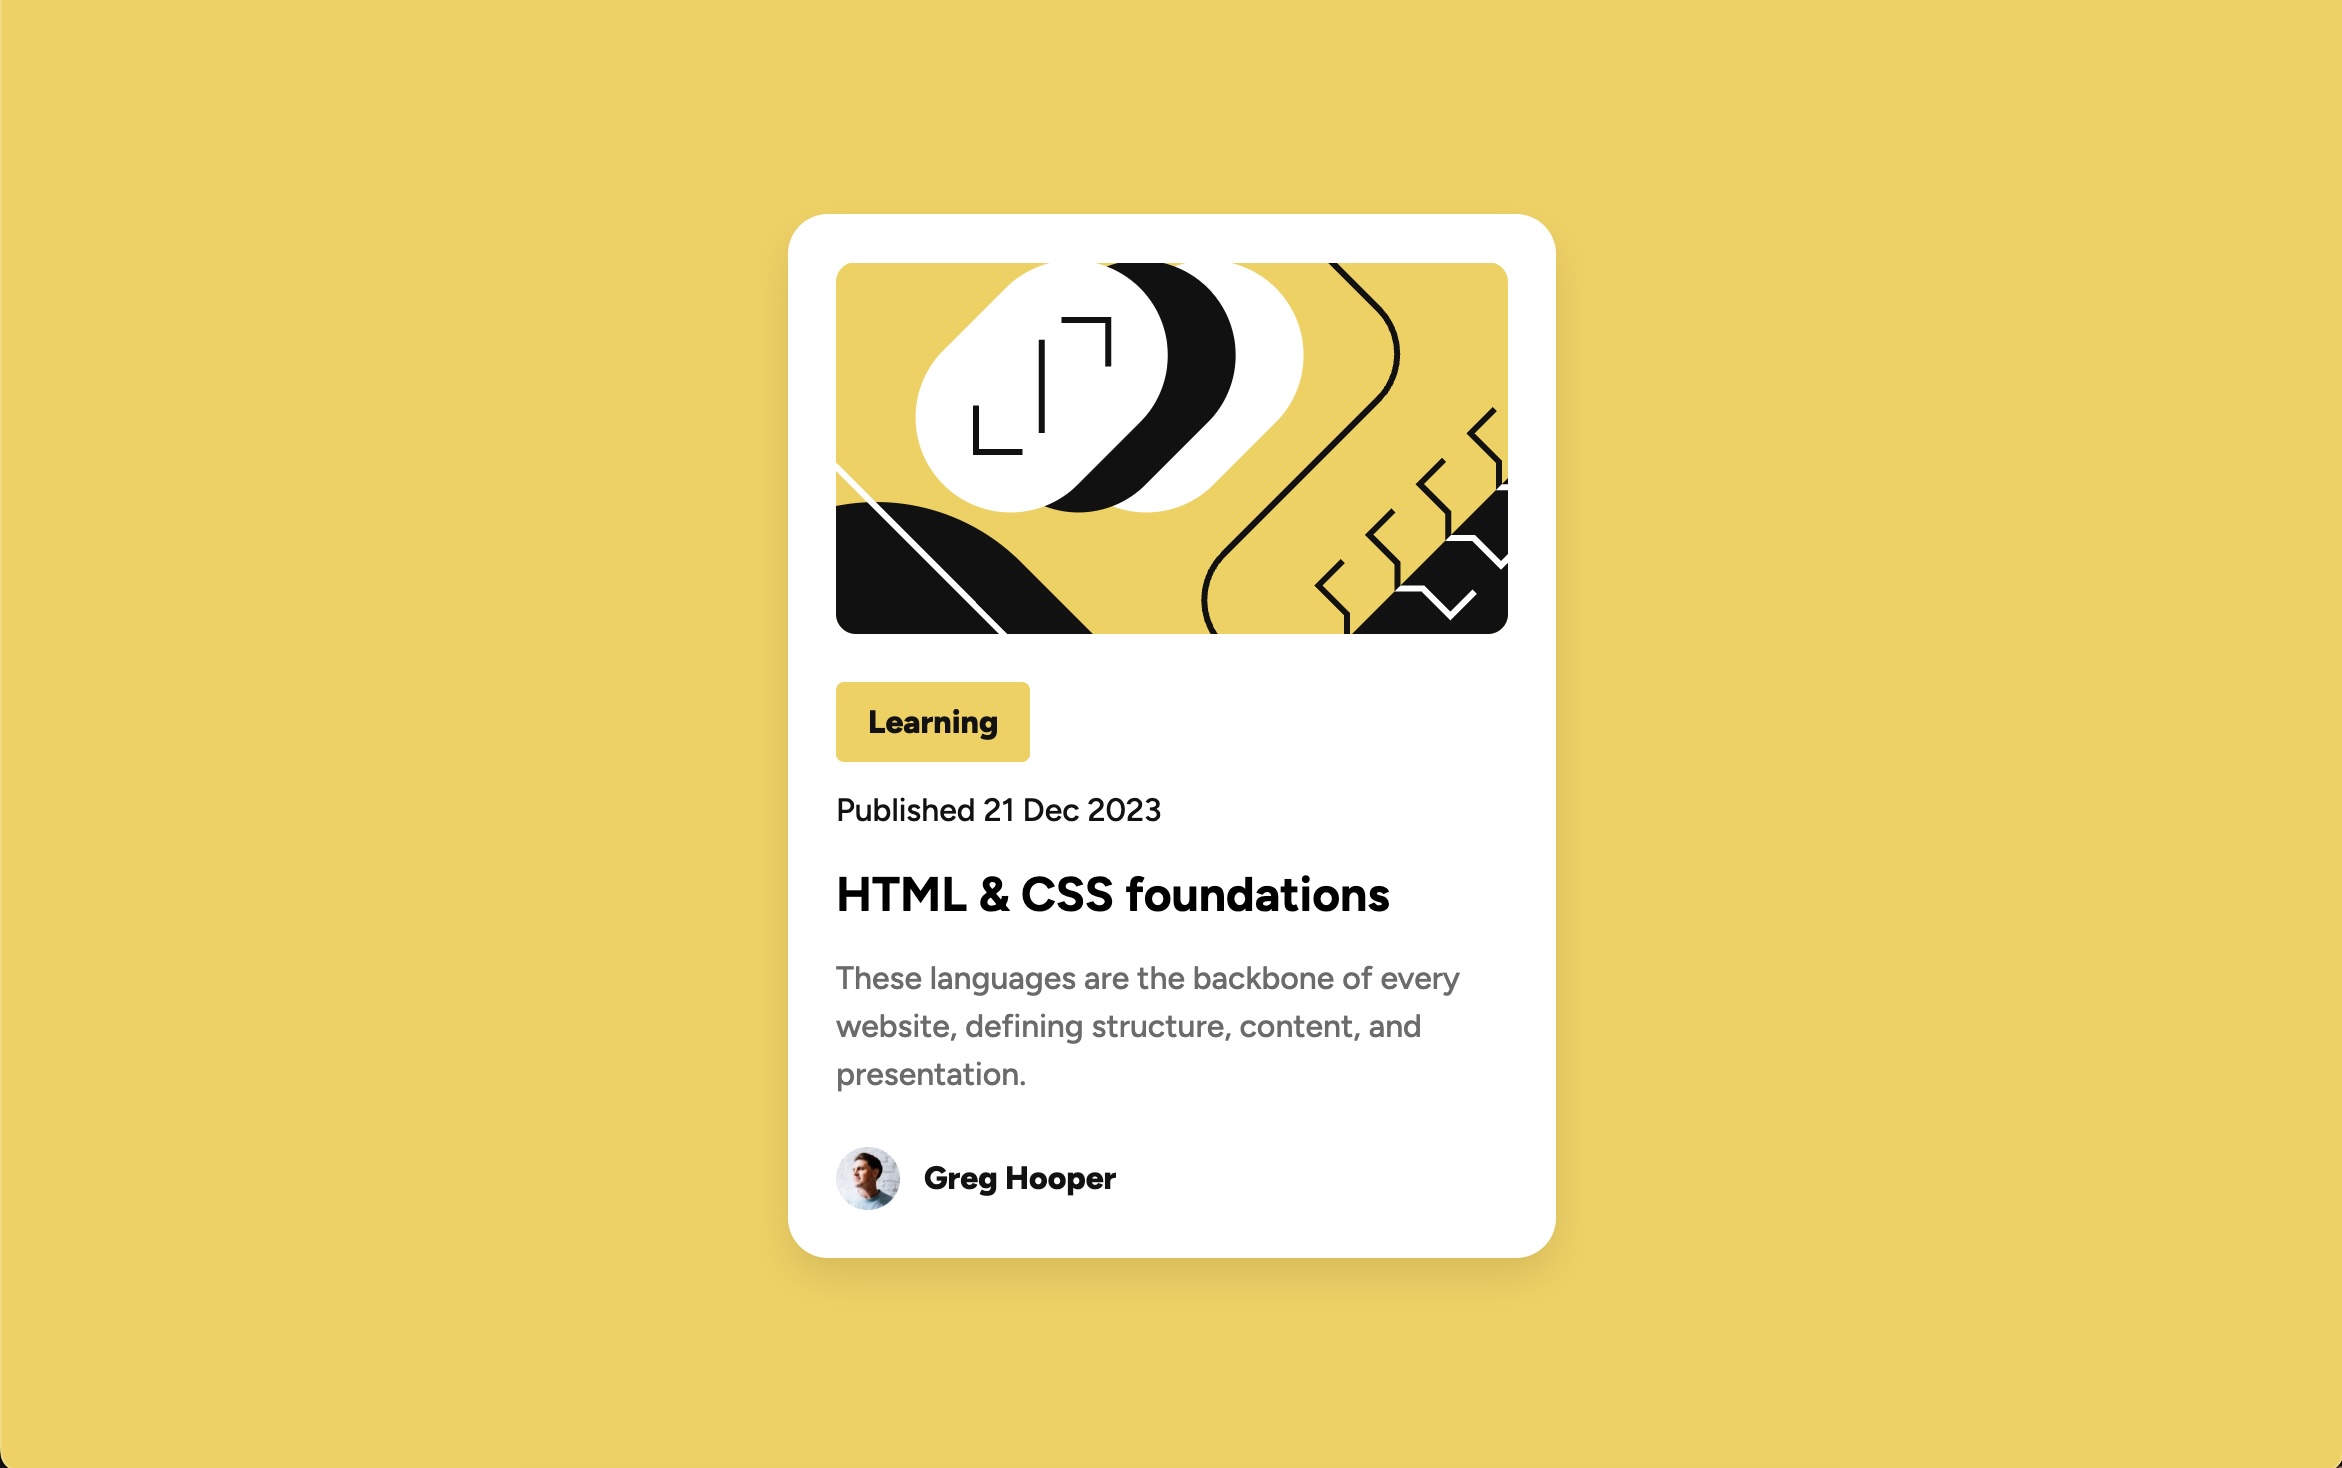 Learning
Published 21 Dec 2023
HTML & CSS foundations
These languages are the backbone of every
website, defining structure, content, and
presentation.
Greg Hooper